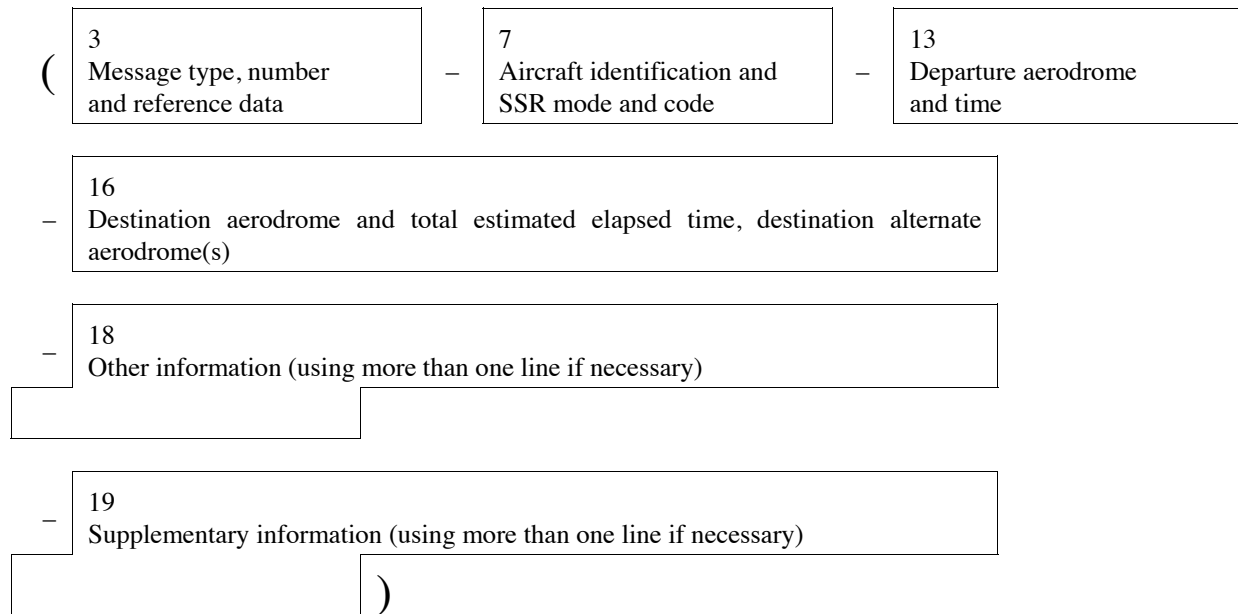 ( 3 7 13
Message type, number – Aircraft identification and – Departure aerodrome
and reference data SSR mode and code and time
16
– Destination aerodrome and total estimated elapsed time, destination alternate
aerodrome(s)
18
– Other information (using more than one line if necessary)
19
– Supplementary information (using more than one line if necessary)
)